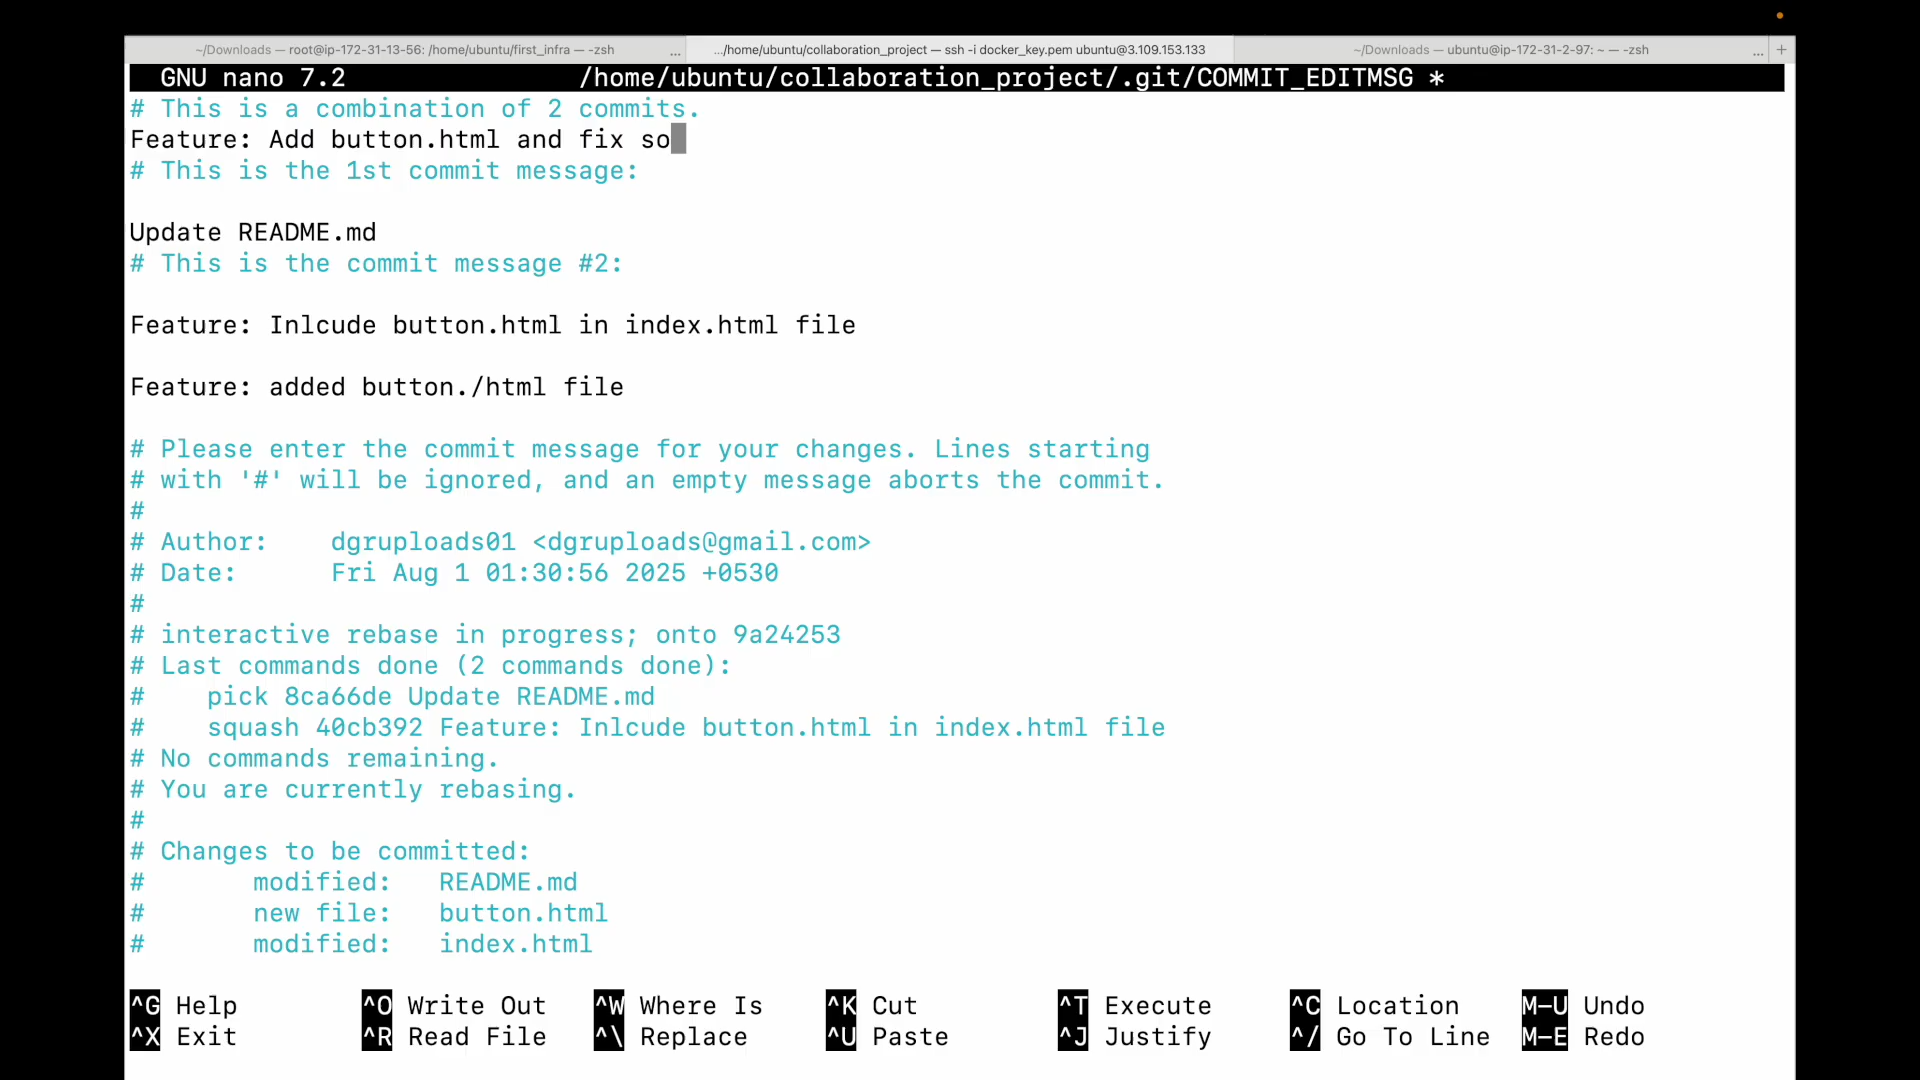 ~/Downloads — root@ip-172-31-13-56: /home/ubuntu/first_infra — -zsh ... .../home/ubuntu/collaboration_project — ssh -i docker_key.pem ubuntu@3.109.153.133 ~/Downloads — ubuntu@ip-172-31-2-97: ~ — -zsh ... +
GNU nano 7.2 /home/ubuntu/collaboration_project/.git/COMMIT_EDITMSG *
# This is a combination of 2 commits.
Feature: Add button.html and fix so
# This is the 1st commit message:
Update README.md
# This is the commit message #2:
Feature: Inlcude button.html in index.html file
Feature: added button./html file
# Please enter the commit message for your changes. Lines starting
# with '#' will be ignored, and an empty message aborts the commit.
#
# Author:    dgruploads01 <dgruploads@gmail.com>
# Date:      Fri Aug 1 01:30:56 2025 +0530
#
# interactive rebase in progress; onto 9a24253
# Last commands done (2 commands done):
#    pick 8ca66de Update README.md
#    squash 40cb392 Feature: Inlcude button.html in index.html file
# No commands remaining.
# You are currently rebasing.
#
# Changes to be committed:
#       modified:   README.md
#       new file:   button.html
#       modified:   index.html
^G Help ^O Write Out ^W Where Is ^K Cut ^T Execute ^C Location M-U Undo
^X Exit ^R Read File ^\ Replace ^U Paste ^J Justify ^/ Go To Line M-E Redo